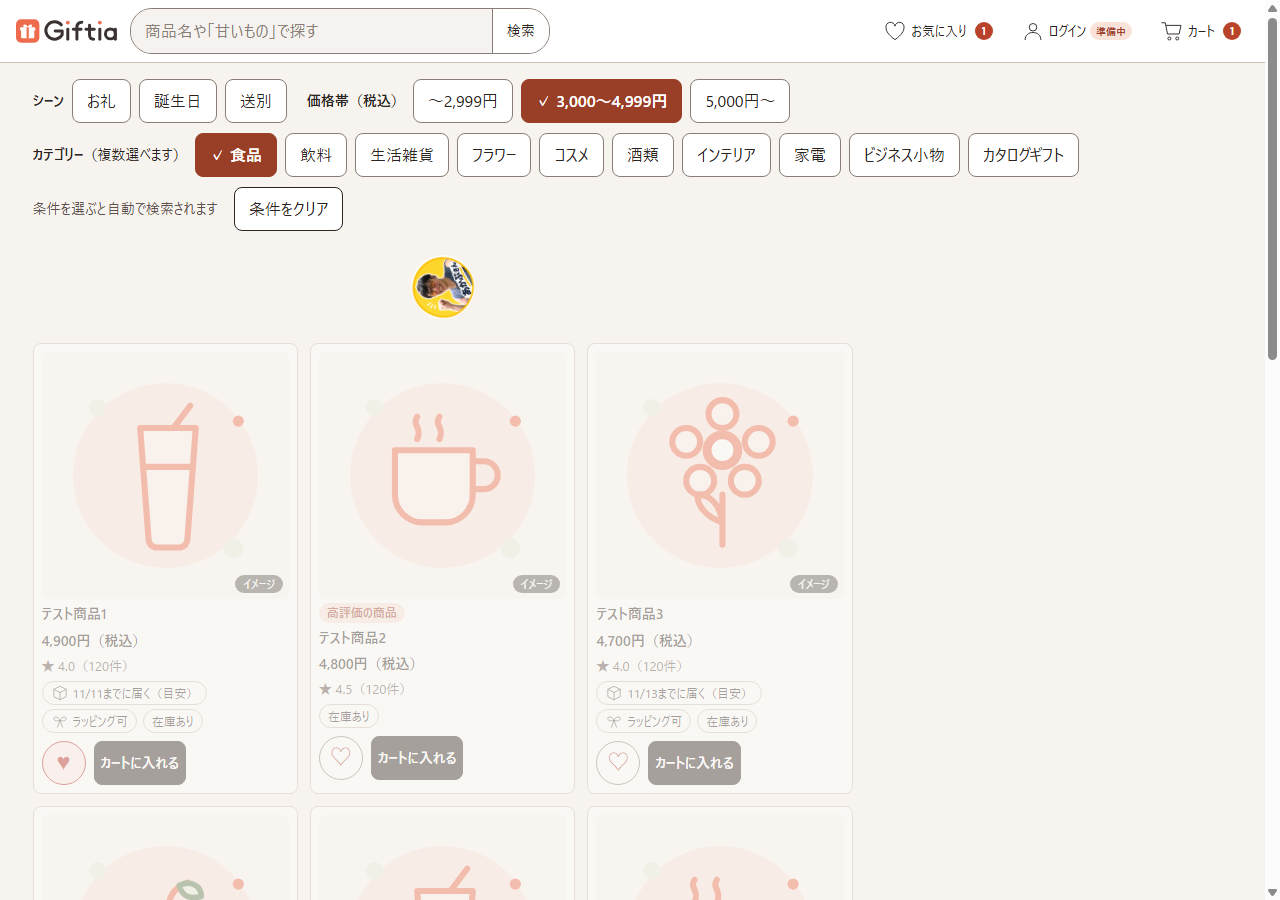 Giftia
商品名や「甘いもの」で探す
検索
お気に入り 1
ログイン 準備中
カート 1
シーン お礼 誕生日 送別 価格帯（税込） ～2,999円 ✓ 3,000～4,999円 5,000円～
カテゴリー（複数選べます） ✓ 食品 飲料 生活雑貨 フラワー コスメ 酒類 インテリア 家電 ビジネス小物 カタログギフト
条件を選ぶと自動で検索されます 条件をクリア
イメージ
テスト商品1
4,900円（税込）
★ 4.0（120件）
11/11までに届く（目安）
ラッピング可 在庫あり
♥ カートに入れる
イメージ
高評価の商品
テスト商品2
4,800円（税込）
★ 4.5（120件）
在庫あり
♡ カートに入れる
イメージ
テスト商品3
4,700円（税込）
★ 4.0（120件）
11/13までに届く（目安）
ラッピング可 在庫あり
♡ カートに入れる